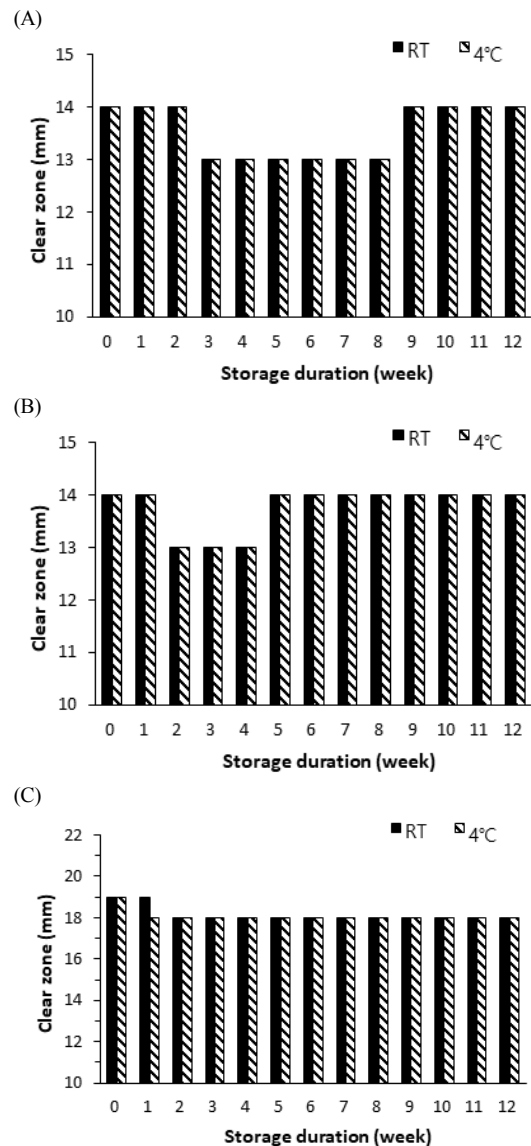 (A)
RT 4℃
15
14
13
12
11
10
Clear zone (mm)
0 1 2 3 4 5 6 7 8 9 10 11 12
Storage duration (week)
(B)
RT 4℃
15
14
13
12
11
10
Clear zone (mm)
0 1 2 3 4 5 6 7 8 9 10 11 12
Storage duration (week)
(C)
RT 4℃
22
20
18
16
14
12
10
Clear zone (mm)
0 1 2 3 4 5 6 7 8 9 10 11 12
Storage duration (week)